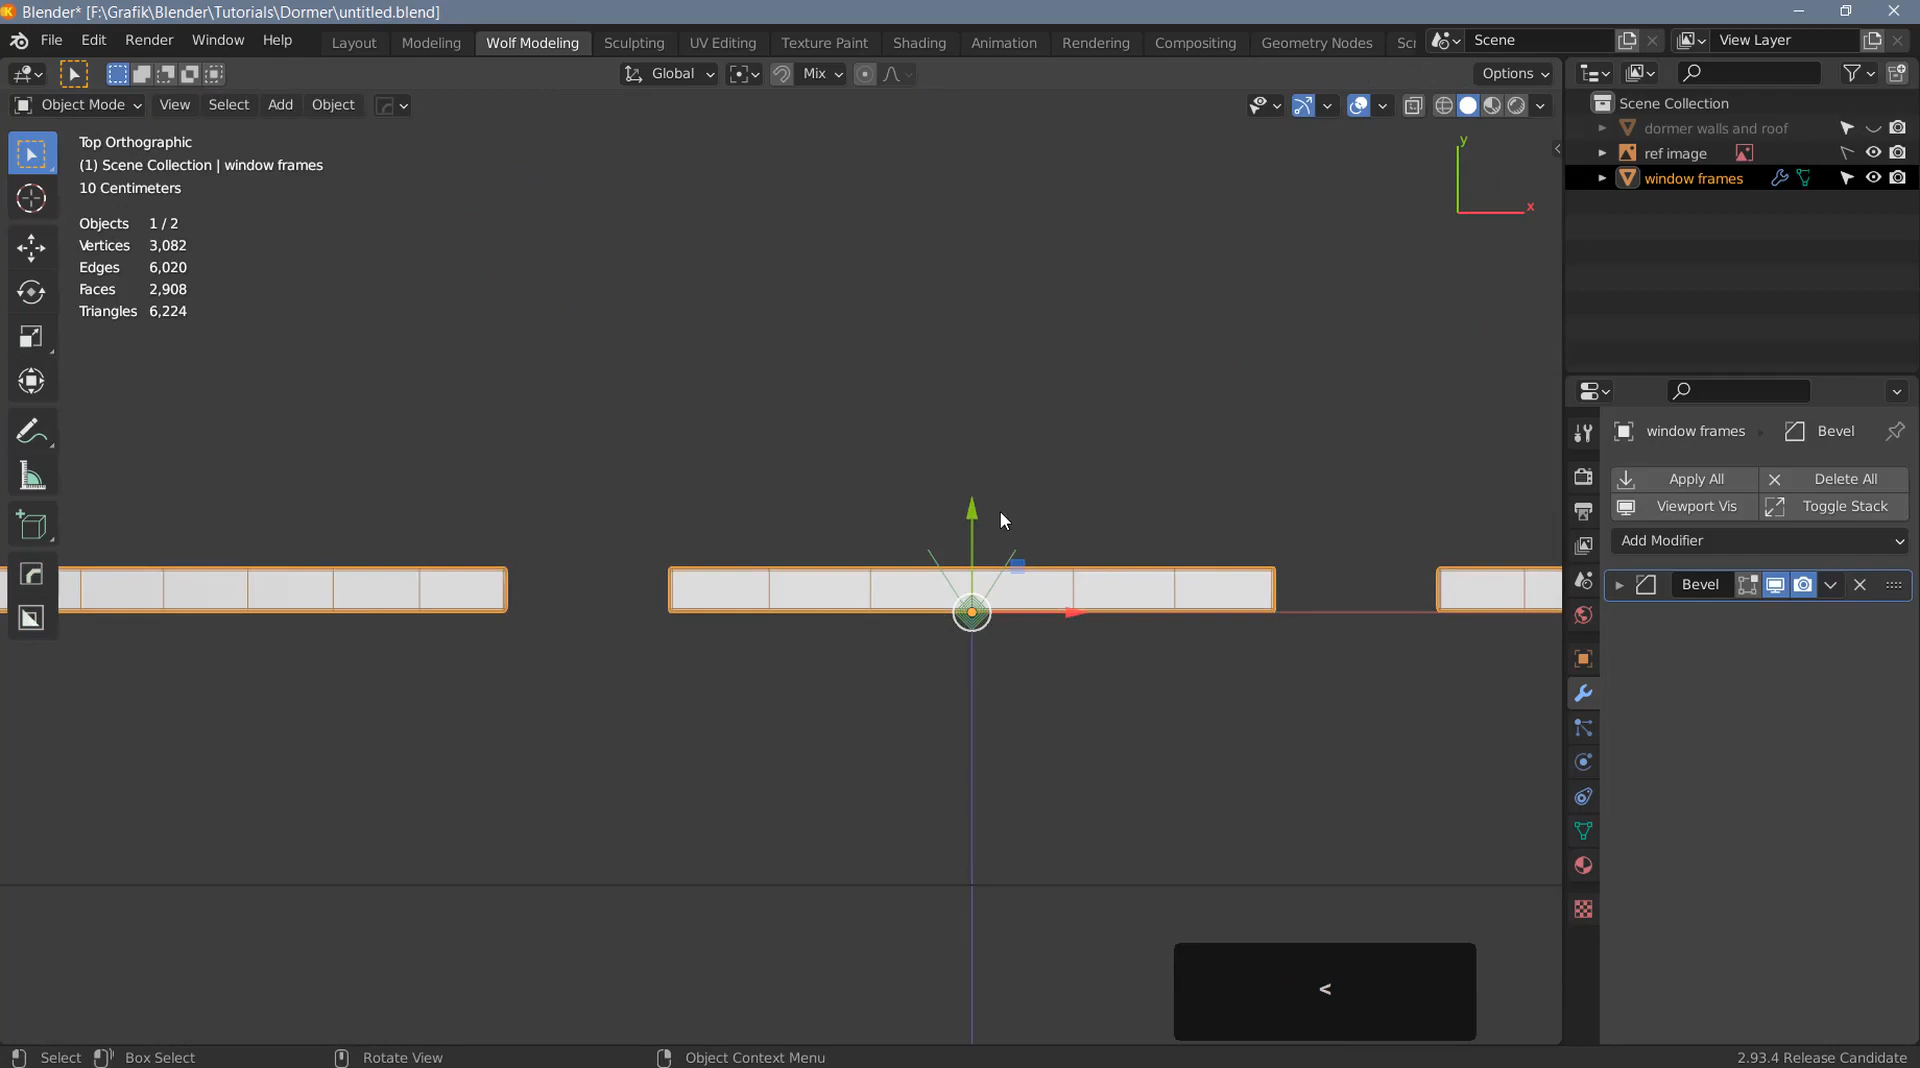 Blender* [F:\Grafik\Blender\Tutorials\Dormer\untitled.blend]
File Edit Render Window Help Layout Modeling Wolf Modeling Sculpting UV Editing Texture Paint Shading Animation Rendering Compositing Geometry Nodes Sc Scene View Layer
Global Mix Options
Object Mode View Select Add Object
Top Orthographic
(1) Scene Collection | window frames
10 Centimeters
Objects 1 / 2
Vertices 3,082
Edges 6,020
Faces 2,908
Triangles 6,224
y
x
Scene Collection
dormer walls and roof
ref image
window frames
window frames Bevel
Apply All Delete All
Viewport Vis Toggle Stack
Add Modifier
Bevel
<
Select Box Select Rotate View Object Context Menu 2.93.4 Release Candidate